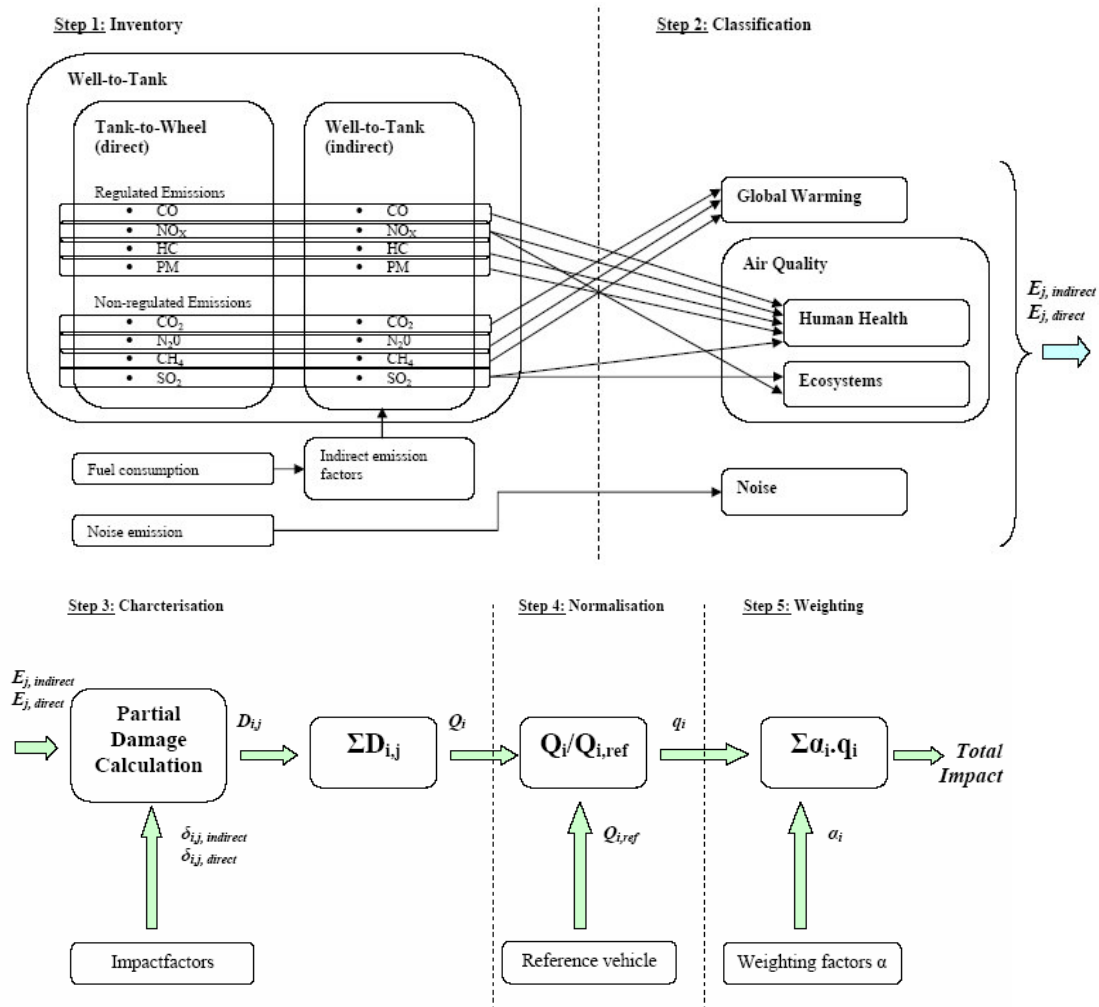 Step 1: Inventory
Step 2: Classification
Well-to-Tank
Tank-to-Wheel
(direct)
Well-to-Tank
(indirect)
Regulated Emissions
• CO
• NOX
• HC
• PM
• CO
• NOX
• HC
• PM
Non-regulated Emissions
• CO2
• N20
• CH4
• SO2
• CO2
• N20
• CH4
• SO2
Fuel consumption
Indirect emission
factors
Noise emission
Global Warming
Air Quality
Human Health
Ecosystems
Noise
Ej, indirect
Ej, direct
Step 3: Charcterisation
Step 4: Normalisation
Step 5: Weighting
Ej, indirect
Ej, direct
Partial
Damage
Calculation
Di,j
ΣDi,j
Qi
Qi/Qi,ref
qi
Σαi.qi
Total
Impact
δi,j, indirect
δi,j, direct
Qi,ref
αi
Impactfactors
Reference vehicle
Weighting factors α